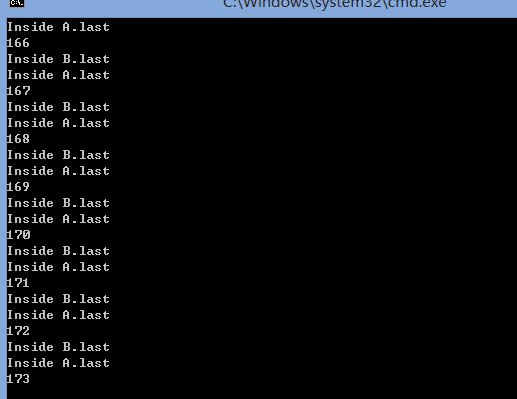 C:\Windows\system32\cmd.exe
Inside A.last
166
Inside B.last
Inside A.last
167
Inside B.last
Inside A.last
168
Inside B.last
Inside A.last
169
Inside B.last
Inside A.last
170
Inside B.last
Inside A.last
171
Inside B.last
Inside A.last
172
Inside B.last
Inside A.last
173